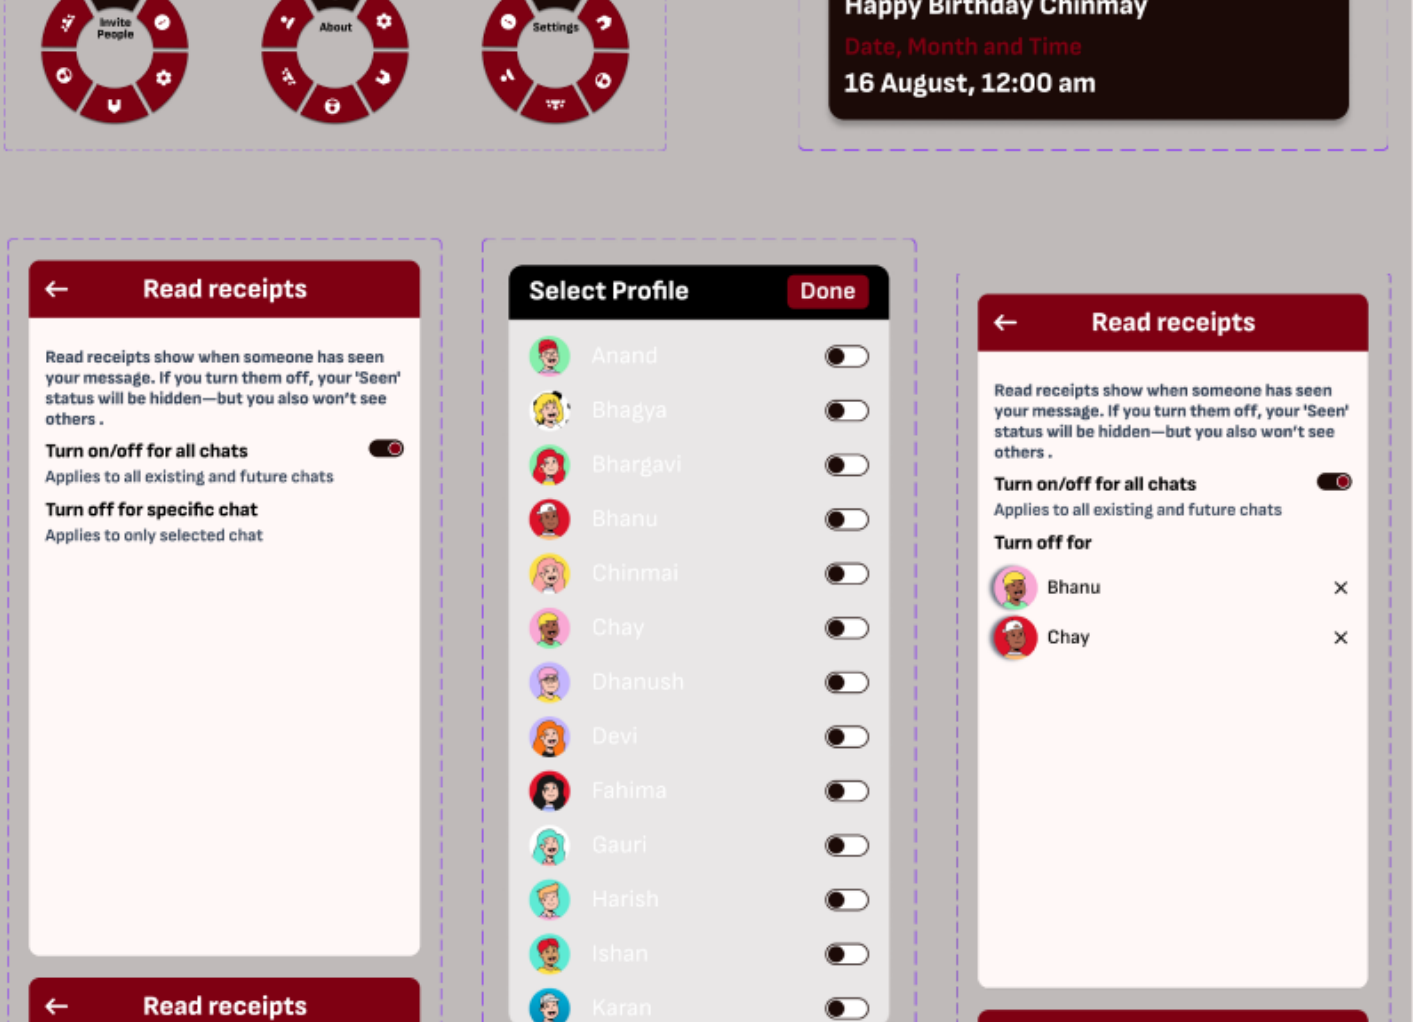 Invite
People
About
Settings
Happy Birthday Chinmay
Date, Month and Time
16 August, 12:00 am
Read receipts
Read receipts show when someone has seen
your message. If you turn them off, your 'Seen'
status will be hidden—but you also won't see
others .
Turn on/off for all chats
Applies to all existing and future chats
Turn off for specific chat
Applies to only selected chat
Read receipts
Select Profile
Done
Anand
Bhagya
Bhargavi
Bhanu
Chinmai
Chay
Dhanush
Devi
Fahima
Gauri
Harish
Ishan
Karan
Read receipts
Read receipts show when someone has seen
your message. If you turn them off, your 'Seen'
status will be hidden—but you also won't see
others .
Turn on/off for all chats
Applies to all existing and future chats
Turn off for
Bhanu
Chay